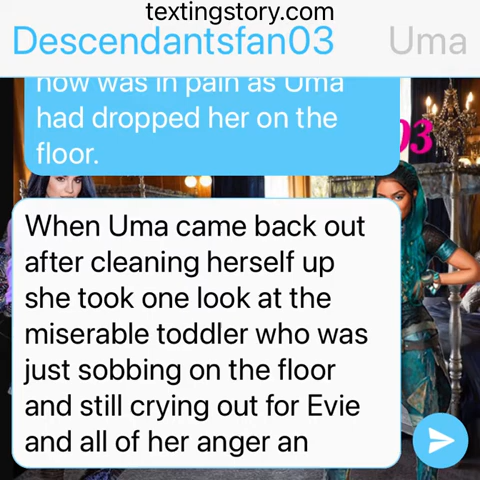 textingstory.com
Descendantsfan03 Uma
now was in pain as Uma
had dropped her on the
floor.
03
When Uma came back out
after cleaning herself up
she took one look at the
miserable toddler who was
just sobbing on the floor
and still crying out for Evie
and all of her anger an